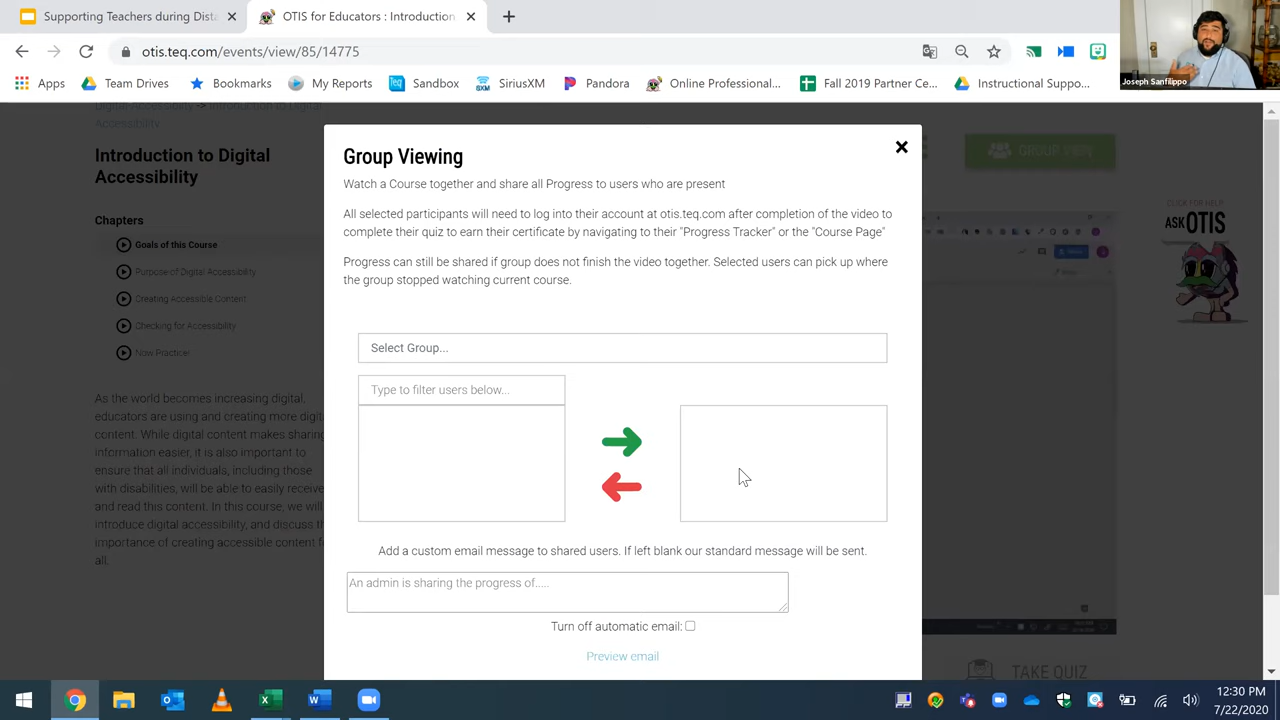 Supporting Teachers during Dista
OTIS for Educators : Introduction
otis.teq.com/events/view/85/14775
Apps
Team Drives
Bookmarks
My Reports
Sandbox
SiriusXM
Pandora
Online Professional...
Fall 2019 Partner Ce...
Instructional Suppo...
Joseph Sanfilippo
Digital Accessibility -> Introduction to Digital
Accessibility
Introduction to Digital
Accessibility
Chapters
Goals of this Course
Purpose of Digital Accessibility
Creating Accessible Content
Checking for Accessibility
Now Practice!
As the world becomes increasing digital,
educators are using and creating more digit
content. While digital content makes sharing
information easier, it is also important to
ensure that all individuals, including those
with disabilities, will be able to easily receive
and read this content. In this course, we will
introduce digital accessibility, and discuss th
importance of creating accessible content fo
all.
Group Viewing
Watch a Course together and share all Progress to users who are present
All selected participants will need to log into their account at otis.teq.com after completion of the video to
complete their quiz to earn their certificate by navigating to their "Progress Tracker" or the "Course Page"
Progress can still be shared if group does not finish the video together. Selected users can pick up where
the group stopped watching current course.
Select Group...
Type to filter users below...
Add a custom email message to shared users. If left blank our standard message will be sent.
An admin is sharing the progress of.....
Turn off automatic email:
Preview email
GROUP
CLICK FOR HELP
ASK OTIS
TAKE QUIZ
12:30 PM
7/22/2020